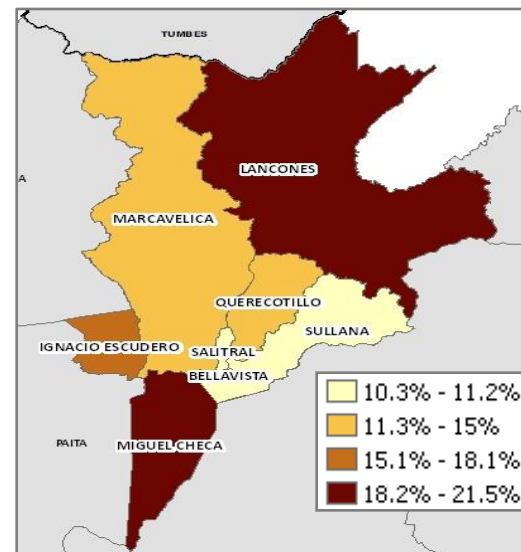 TUMBES
LANCONES
A
MARCAVELICA
QUERECOTILLO
SULLANA
IGNACIO ESCUDERO
SALITRAL
BELLAVISTA
PAITA
MIGUEL CHECA
10.3% - 11.2%
11.3% - 15%
15.1% - 18.1%
18.2% - 21.5%